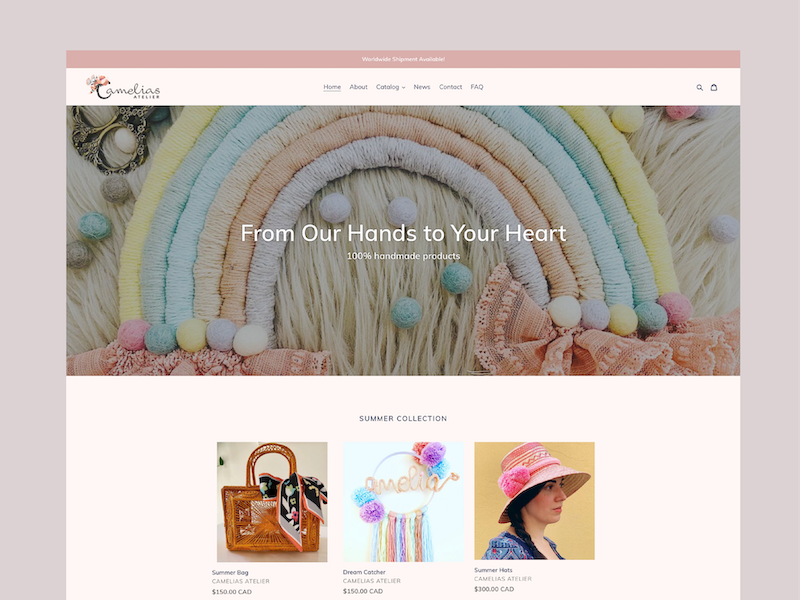 Worldwide Shipment Available!
Camelias
ATELIER
Home About Catalog News Contact FAQ
From Our Hands to Your Heart
100% handmade products
SUMMER COLLECTION
amelia
Summer Bag
CAMELIAS ATELIER
$150.00 CAD
Dream Catcher
CAMELIAS ATELIER
$150.00 CAD
Summer Hats
CAMELIAS ATELIER
$300.00 CAD